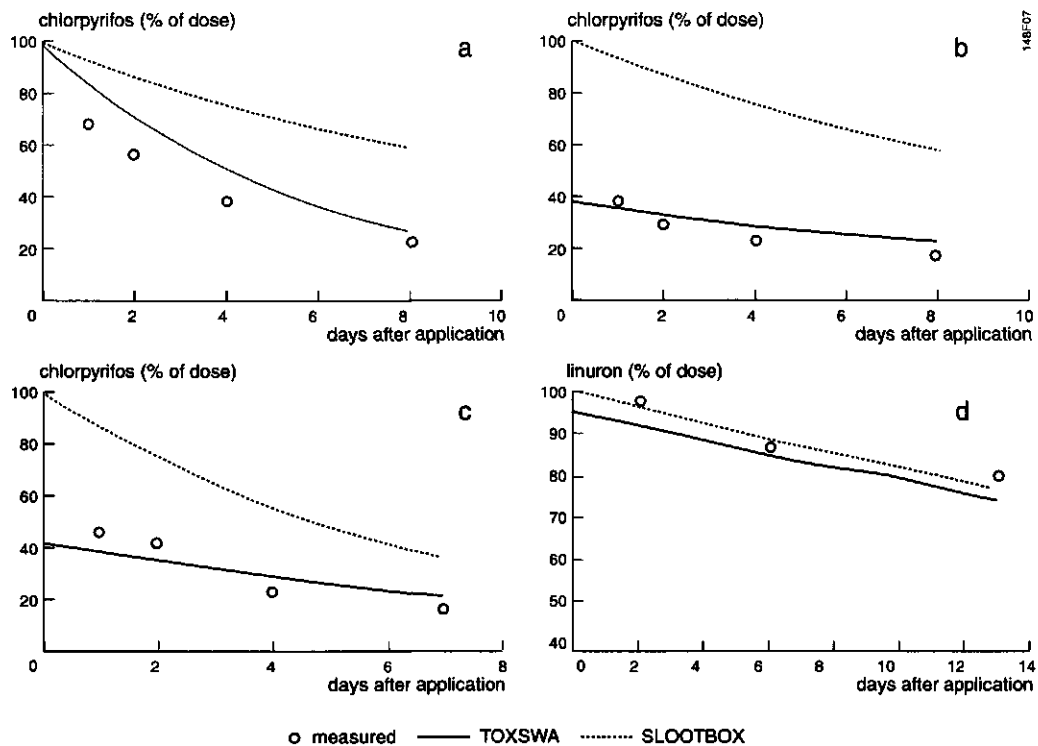 chlorpyrifos (% of dose)
a
100
80
60
40
20
0 2 4 6 8 10
days after application
chlorpyrifos (% of dose)
b
148F07
100
80
60
40
20
0 2 4 6 8 10
days after application
chlorpyrifos (% of dose)
c
100
80
60
40
20
0 2 4 6 8
days after application
linuron (% of dose)
d
100
90
80
70
60
50
40
0 2 4 6 8 10 12 14
days after application
measured TOXSWA SLOOTBOX